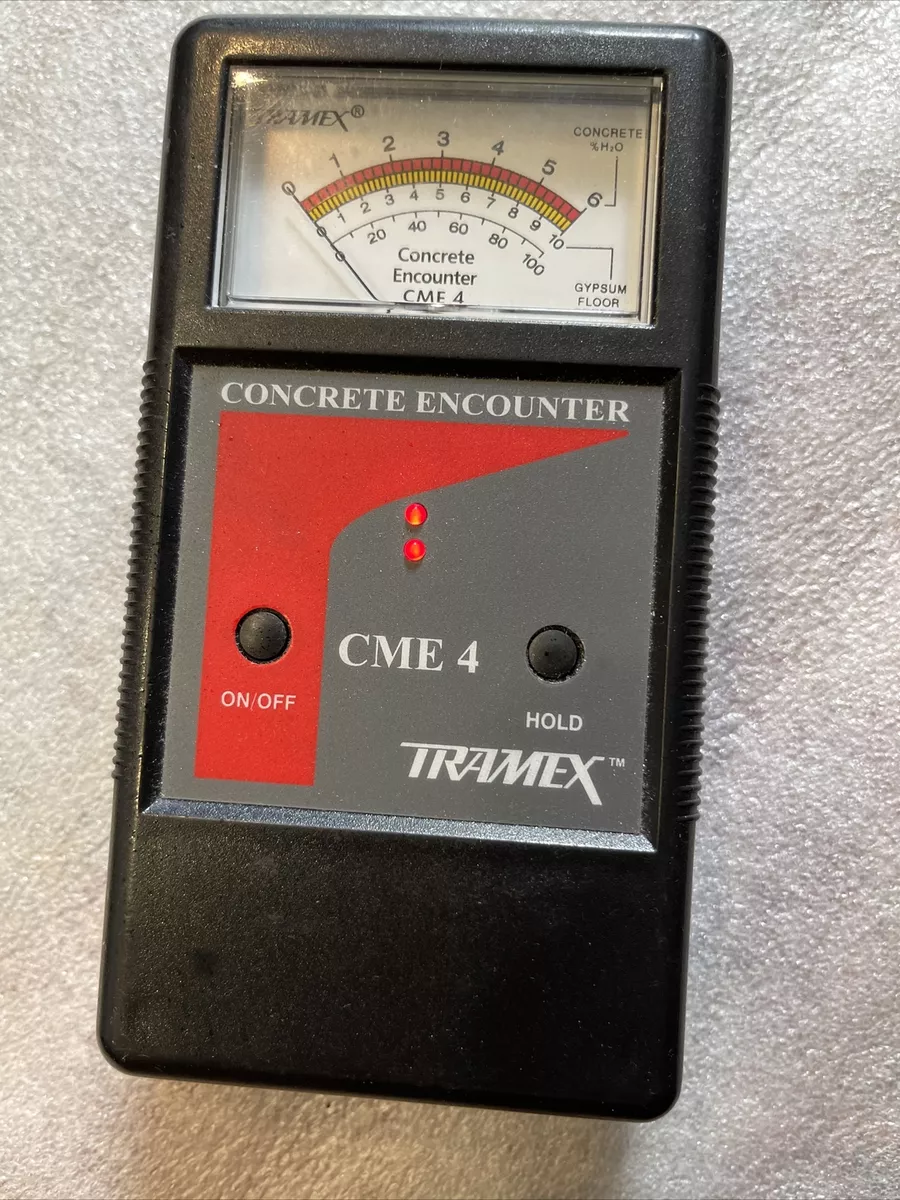 TRAMEX®
CONCRETE
%H₂O
0 1 2 3 4 5 6
0 1 2 3 4 5 6 7 8 9 10
0 20 40 60 80 100
Concrete
Encounter
CME 4
GYPSUM
FLOOR
CONCRETE ENCOUNTER
CME 4
ON/OFF
HOLD
TRAMEX™